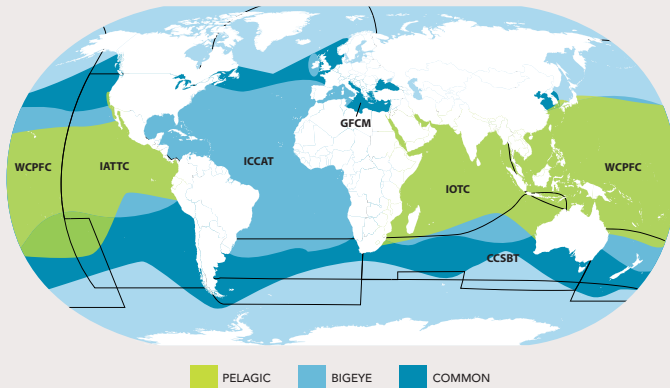 GFCM
WCPFC
IATTC
ICCAT
IOTC
WCPFC
CCSBT
PELAGIC
BIGEYE
COMMON